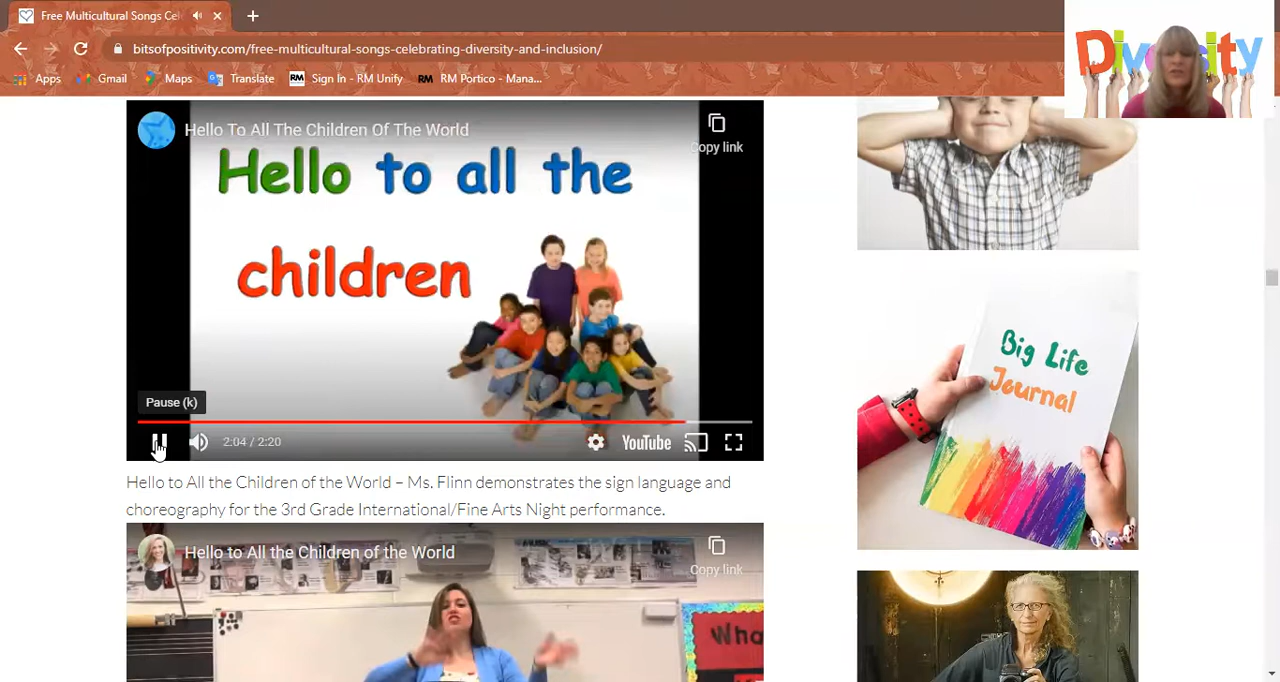 Free Multicultural Songs Cel
bitsofpositivity.com/free-multicultural-songs-celebrating-diversity-and-inclusion/
Apps Gmail Maps Translate RM Sign In - RM Unify RM RM Portico - Mana...
Diversity
Hello To All The Children Of The World
Copy link
Hello to all the
children
Pause (k)
2:04 / 2:20
YouTube
Hello to All the Children of the World – Ms. Flinn demonstrates the sign language and
choreography for the 3rd Grade International/Fine Arts Night performance.
Hello to All the Children of the World
Copy link
Wha
Big Life
Journal